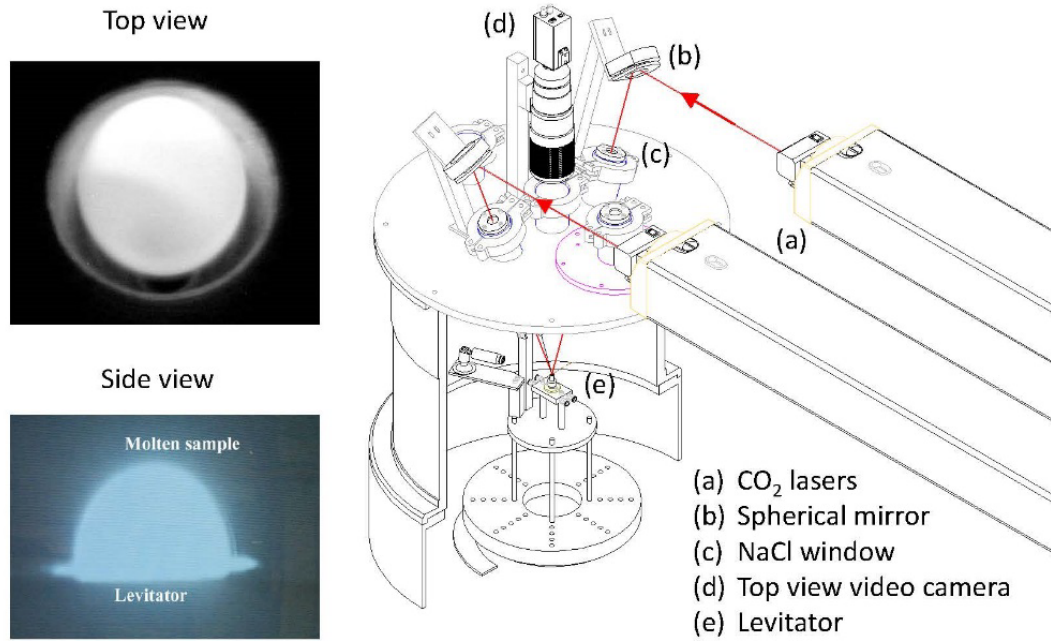 Top view
(d)
(b)
(c)
(a)
Side view
(e)
Molten sample
Levitator
(a) CO₂ lasers
(b) Spherical mirror
(c) NaCl window
(d) Top view video camera
(e) Levitator